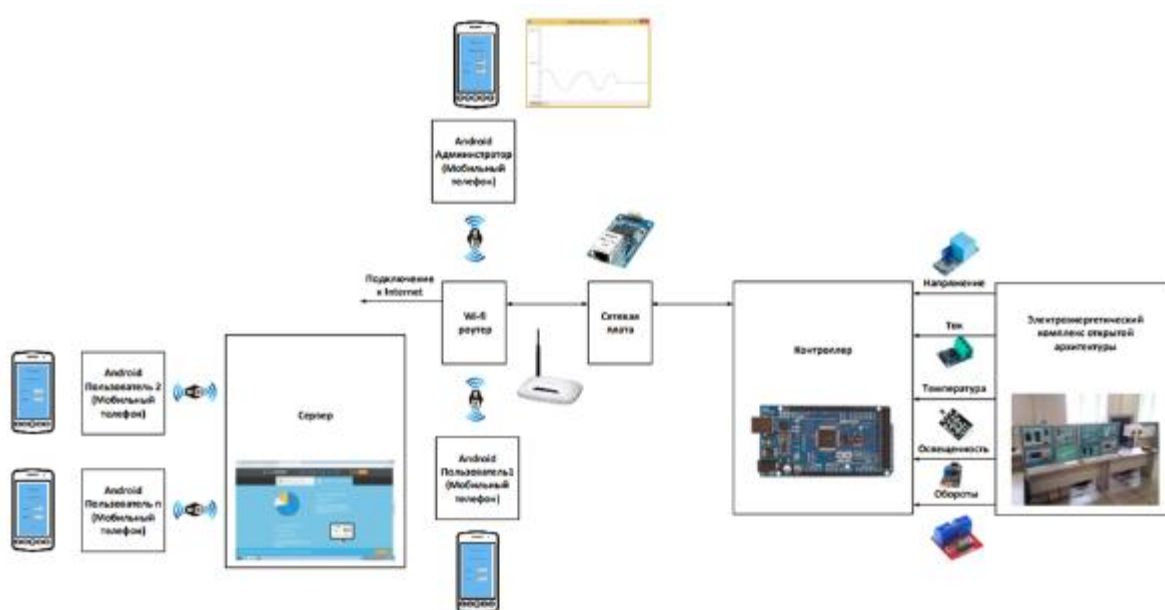 Android
Администратор
(Мобильный
телефон)
Подключение
к Internet
Wi-fi
роутер
Сетевая
плата
Контроллер
Напряжение
Ток
Температура
Освещенность
Обороты
Электроэнергетический
комплекс открытой
архитектуры
Android
Пользователь 2
(Мобильный
телефон)
Сервер
Android
Пользователь1
(Мобильный
телефон)
Android
Пользователь n
(Мобильный
телефон)